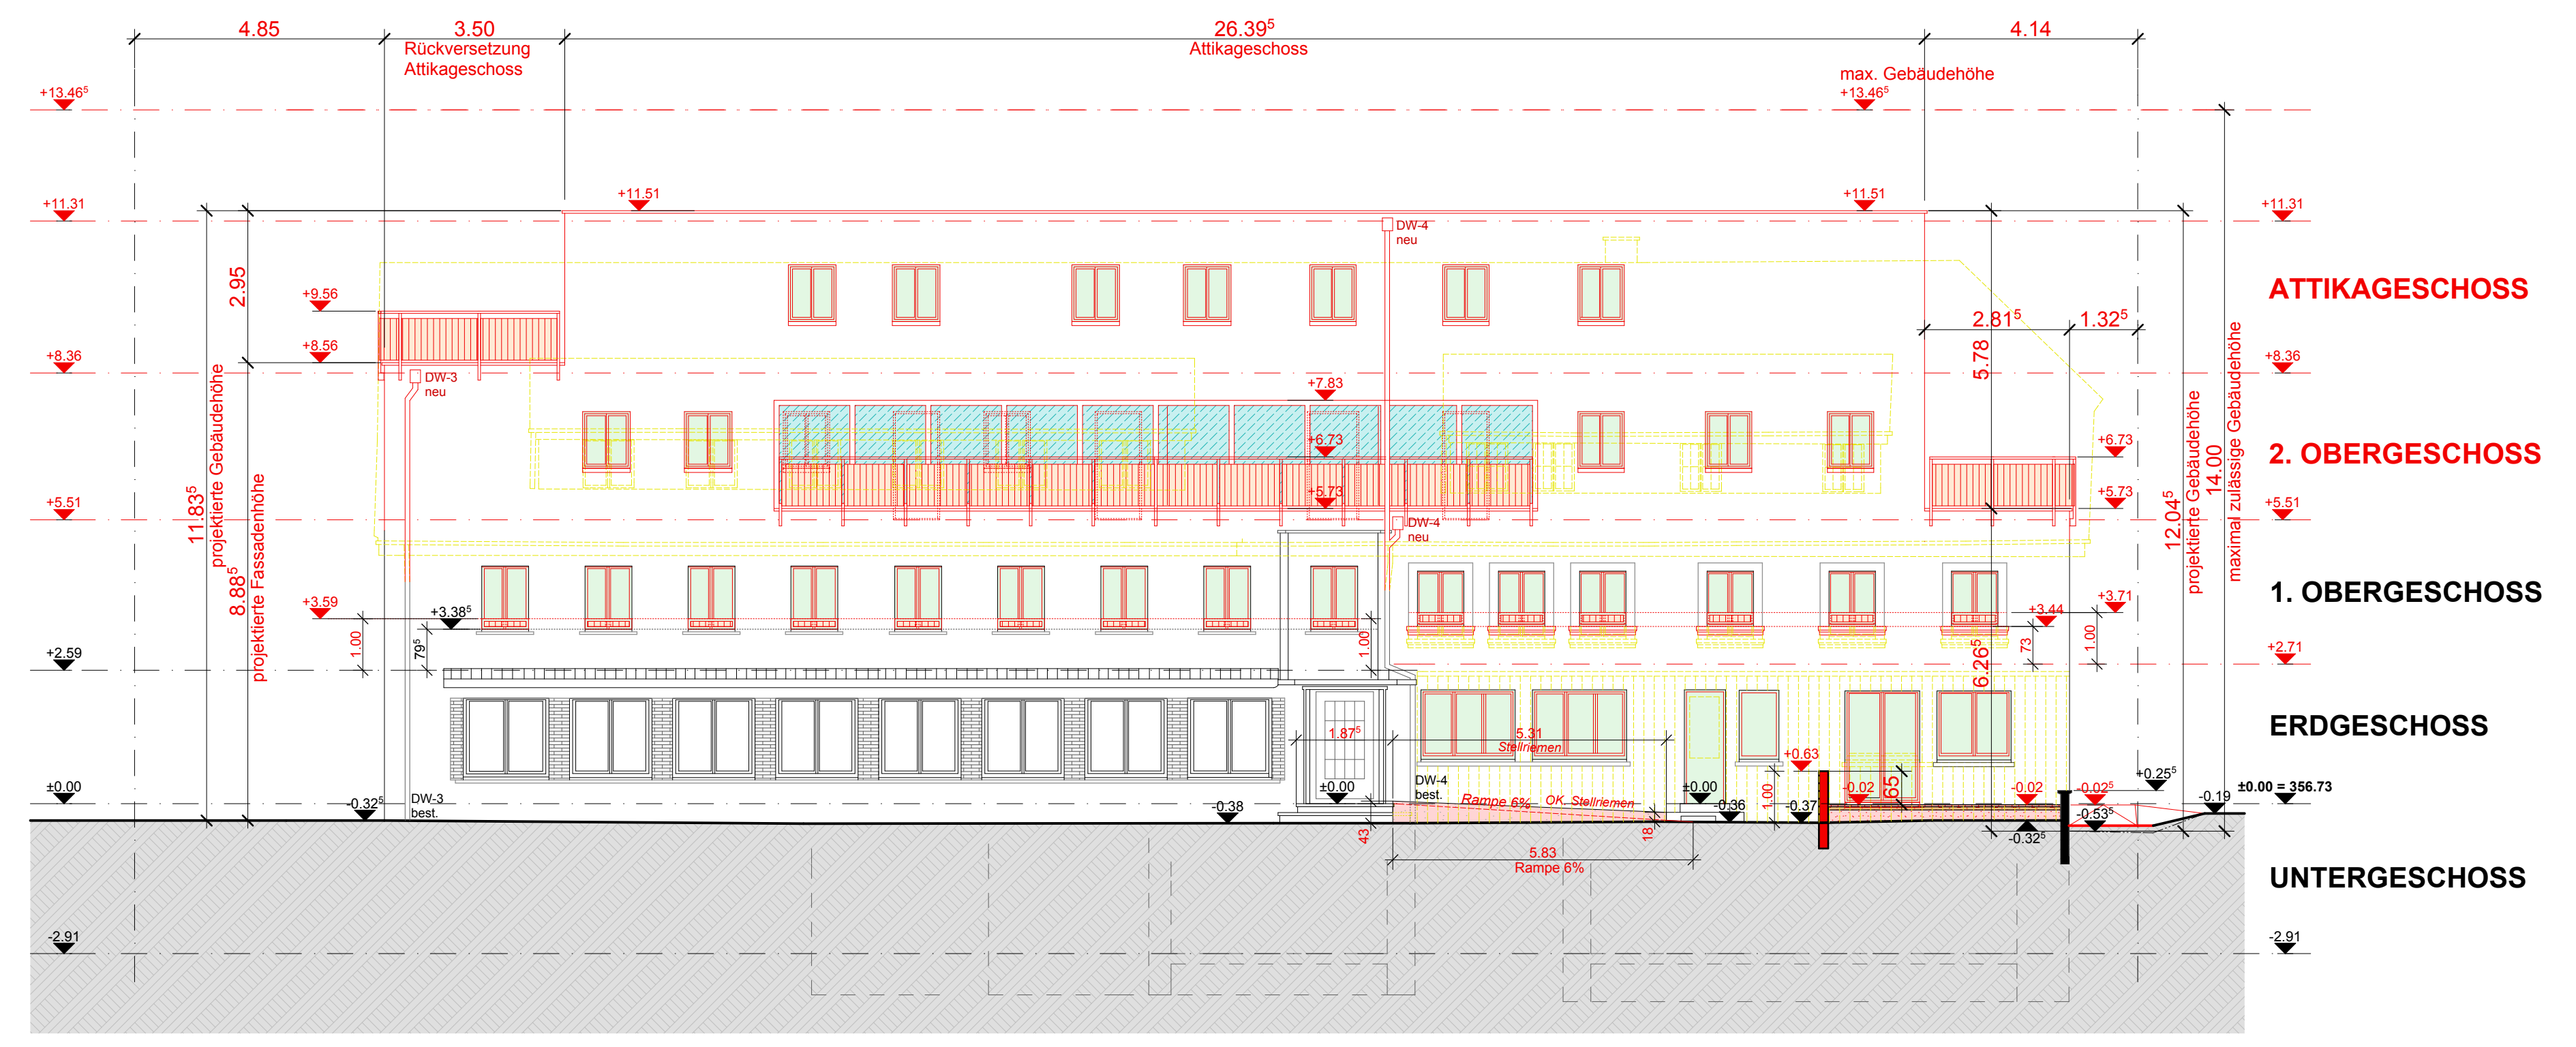 4.85
3.50
Rückversetzung
Attikageschoss
26.39⁵
Attikageschoss
4.14
max. Gebäudehöhe
+13.46⁵
+13.46⁵
+11.51
+11.51
+11.31
+11.31
DW-4
neu
2.95
ATTIKAGESCHOSS
+9.56
+8.56
2.81⁵
1.32⁵
5.78
+8.36
+8.36
DW-3
neu
+7.83
projektierte Gebäudehöhe
11.83⁵
projektierte Fassadenhöhe
8.88⁵
+6.73
+6.73
2. OBERGESCHOSS
+5.73
+5.73
+5.51
+5.51
DW-4
neu
12.04⁵
projektierte Gebäudehöhe
14.00
maximal zulässige Gebäudehöhe
1. OBERGESCHOSS
+3.59
+3.38⁵
1.00
79⁵
1.00
+3.44
+3.71
73
1.00
+2.59
+2.71
6.26⁵
ERDGESCHOSS
1.87⁵
5.31
Stellriemen
+0.63
65
1.00
DW-4
best.
Rampe 6%
OK. Stellriemen
±0.00
±0.00
±0.00
-0.02
-0.02
-0.02⁵
+0.25⁵
±0.00 = 356.73
-0.19
-0.32⁵
DW-3
best.
-0.38
-0.36
-0.37
-0.53⁵
-0.32⁵
43
18
5.83
Rampe 6%
UNTERGESCHOSS
-2.91
-2.91